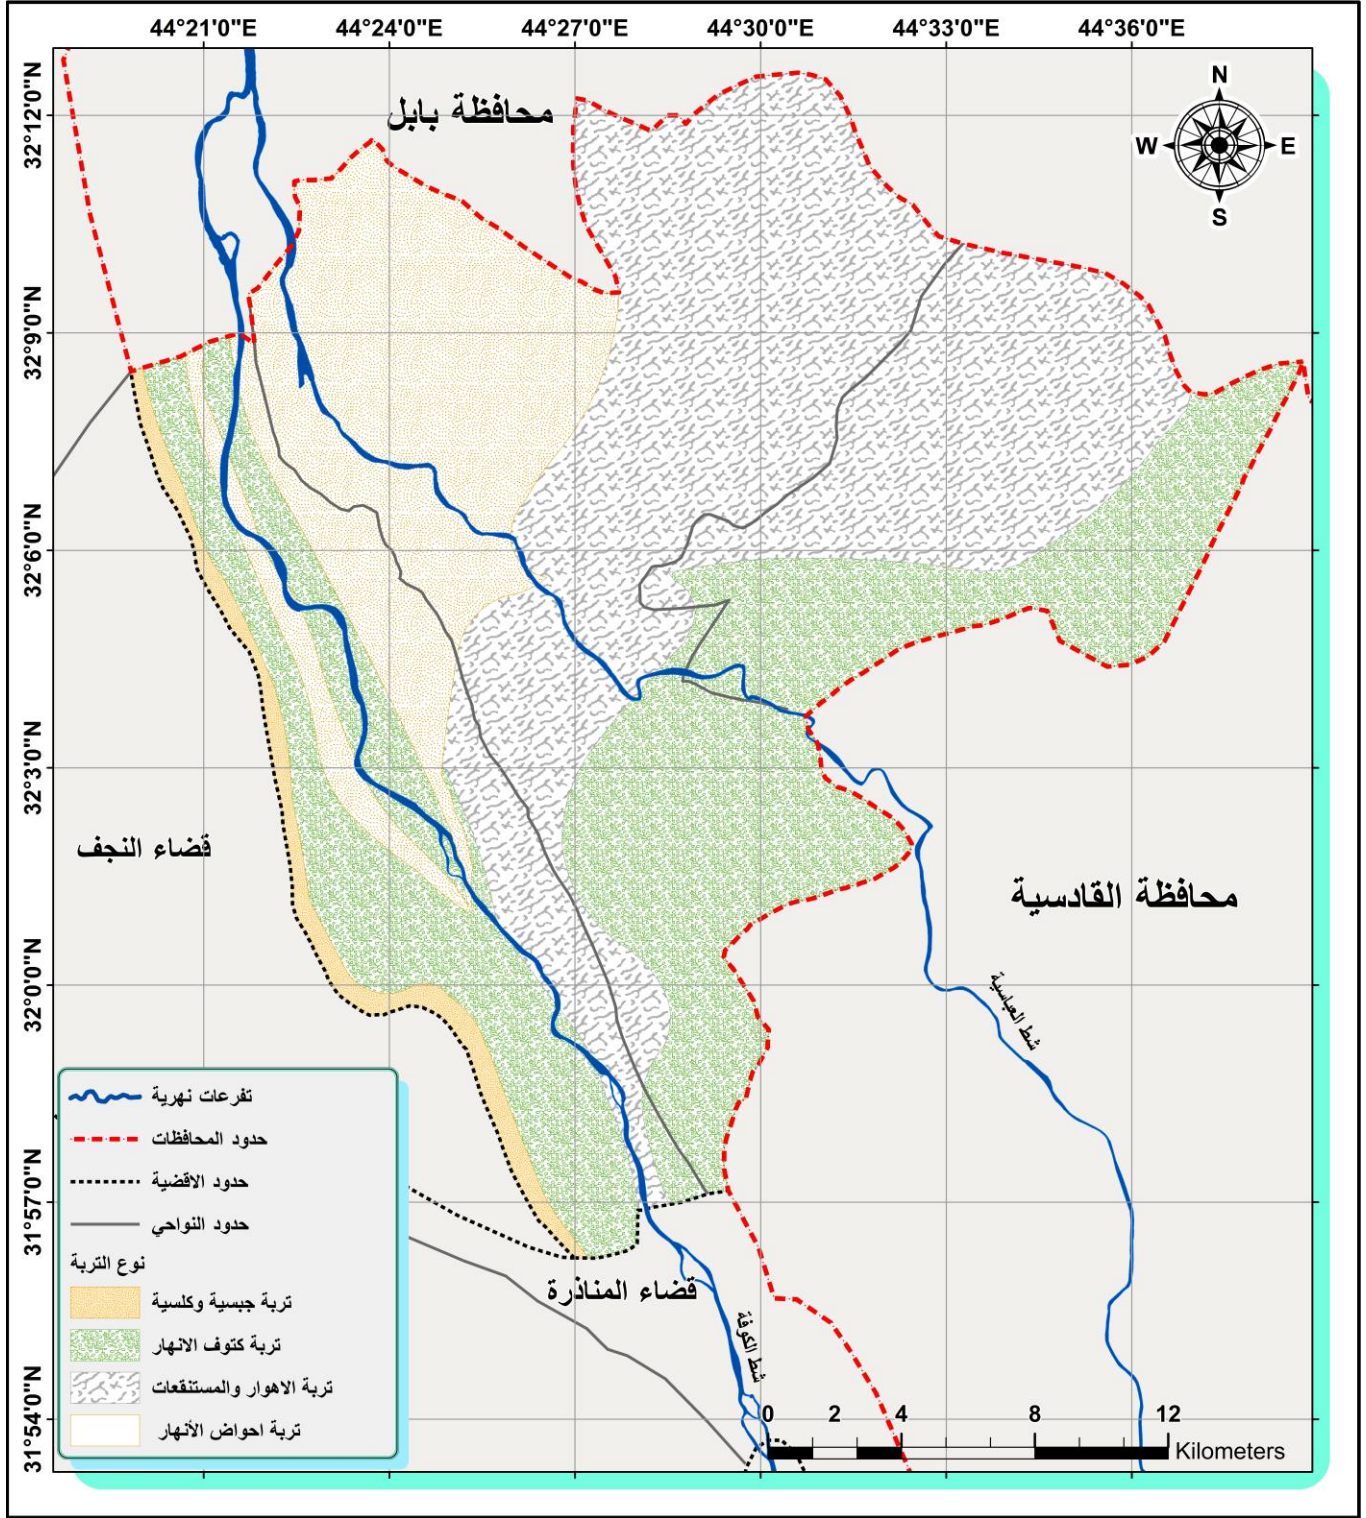 44°21'0"E 44°24'0"E 44°27'0"E 44°30'0"E 44°33'0"E 44°36'0"E
32°12'0"N
32°9'0"N
32°6'0"N
32°3'0"N
32°0'0"N
31°57'0"N
31°54'0"N
محافظة بابل
N
W E
S
قضاء النجف
محافظة القادسية
شط العباسية
قضاء المناذرة
شط الكوفة
تفرعات نهرية
حدود المحافظات
حدود الاقضية
حدود النواحي
نوع التربة
تربة جبسية وكلسية
تربة كتوف الانهار
تربة الاهوار والمستنقعات
تربة احواض الأنهار
0 2 4 8 12
Kilometers